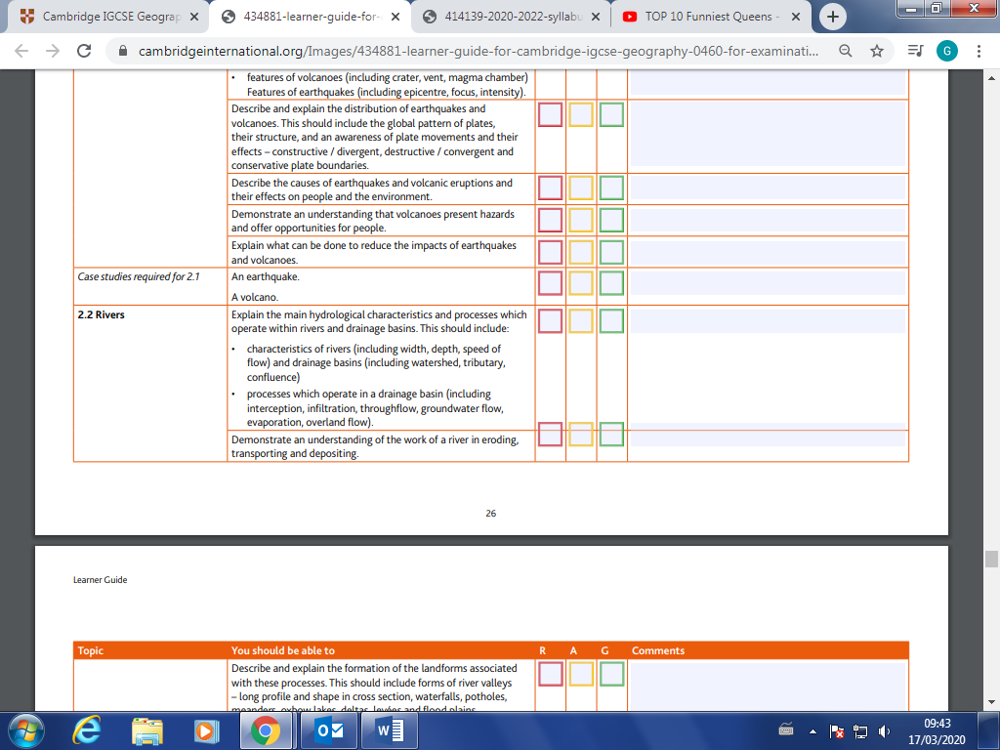 Cambridge IGCSE Geograp
434881-learner-guide-for-
414139-2020-2022-syllabu
TOP 10 Funniest Queens -
cambridgeinternational.org/Images/434881-learner-guide-for-cambridge-igcse-geography-0460-for-examinati...
G
• features of volcanoes (including crater, vent, magma chamber)
Features of earthquakes (including epicentre, focus, intensity).
Describe and explain the distribution of earthquakes and
volcanoes. This should include the global pattern of plates,
their structure, and an awareness of plate movements and their
effects – constructive / divergent, destructive / convergent and
conservative plate boundaries.
Describe the causes of earthquakes and volcanic eruptions and
their effects on people and the environment.
Demonstrate an understanding that volcanoes present hazards
and offer opportunities for people.
Explain what can be done to reduce the impacts of earthquakes
and volcanoes.
Case studies required for 2.1
An earthquake.
A volcano.
2.2 Rivers
Explain the main hydrological characteristics and processes which
operate within rivers and drainage basins. This should include:
• characteristics of rivers (including width, depth, speed of
flow) and drainage basins (including watershed, tributary,
confluence)
• processes which operate in a drainage basin (including
interception, infiltration, throughflow, groundwater flow,
evaporation, overland flow).
Demonstrate an understanding of the work of a river in eroding,
transporting and depositing.
26
Learner Guide
Topic You should be able to R A G Comments
Describe and explain the formation of the landforms associated
with these processes. This should include forms of river valleys
– long profile and shape in cross section, waterfalls, potholes,
meanders, oxbow lakes, deltas, levées and flood plains.
09:43
17/03/2020